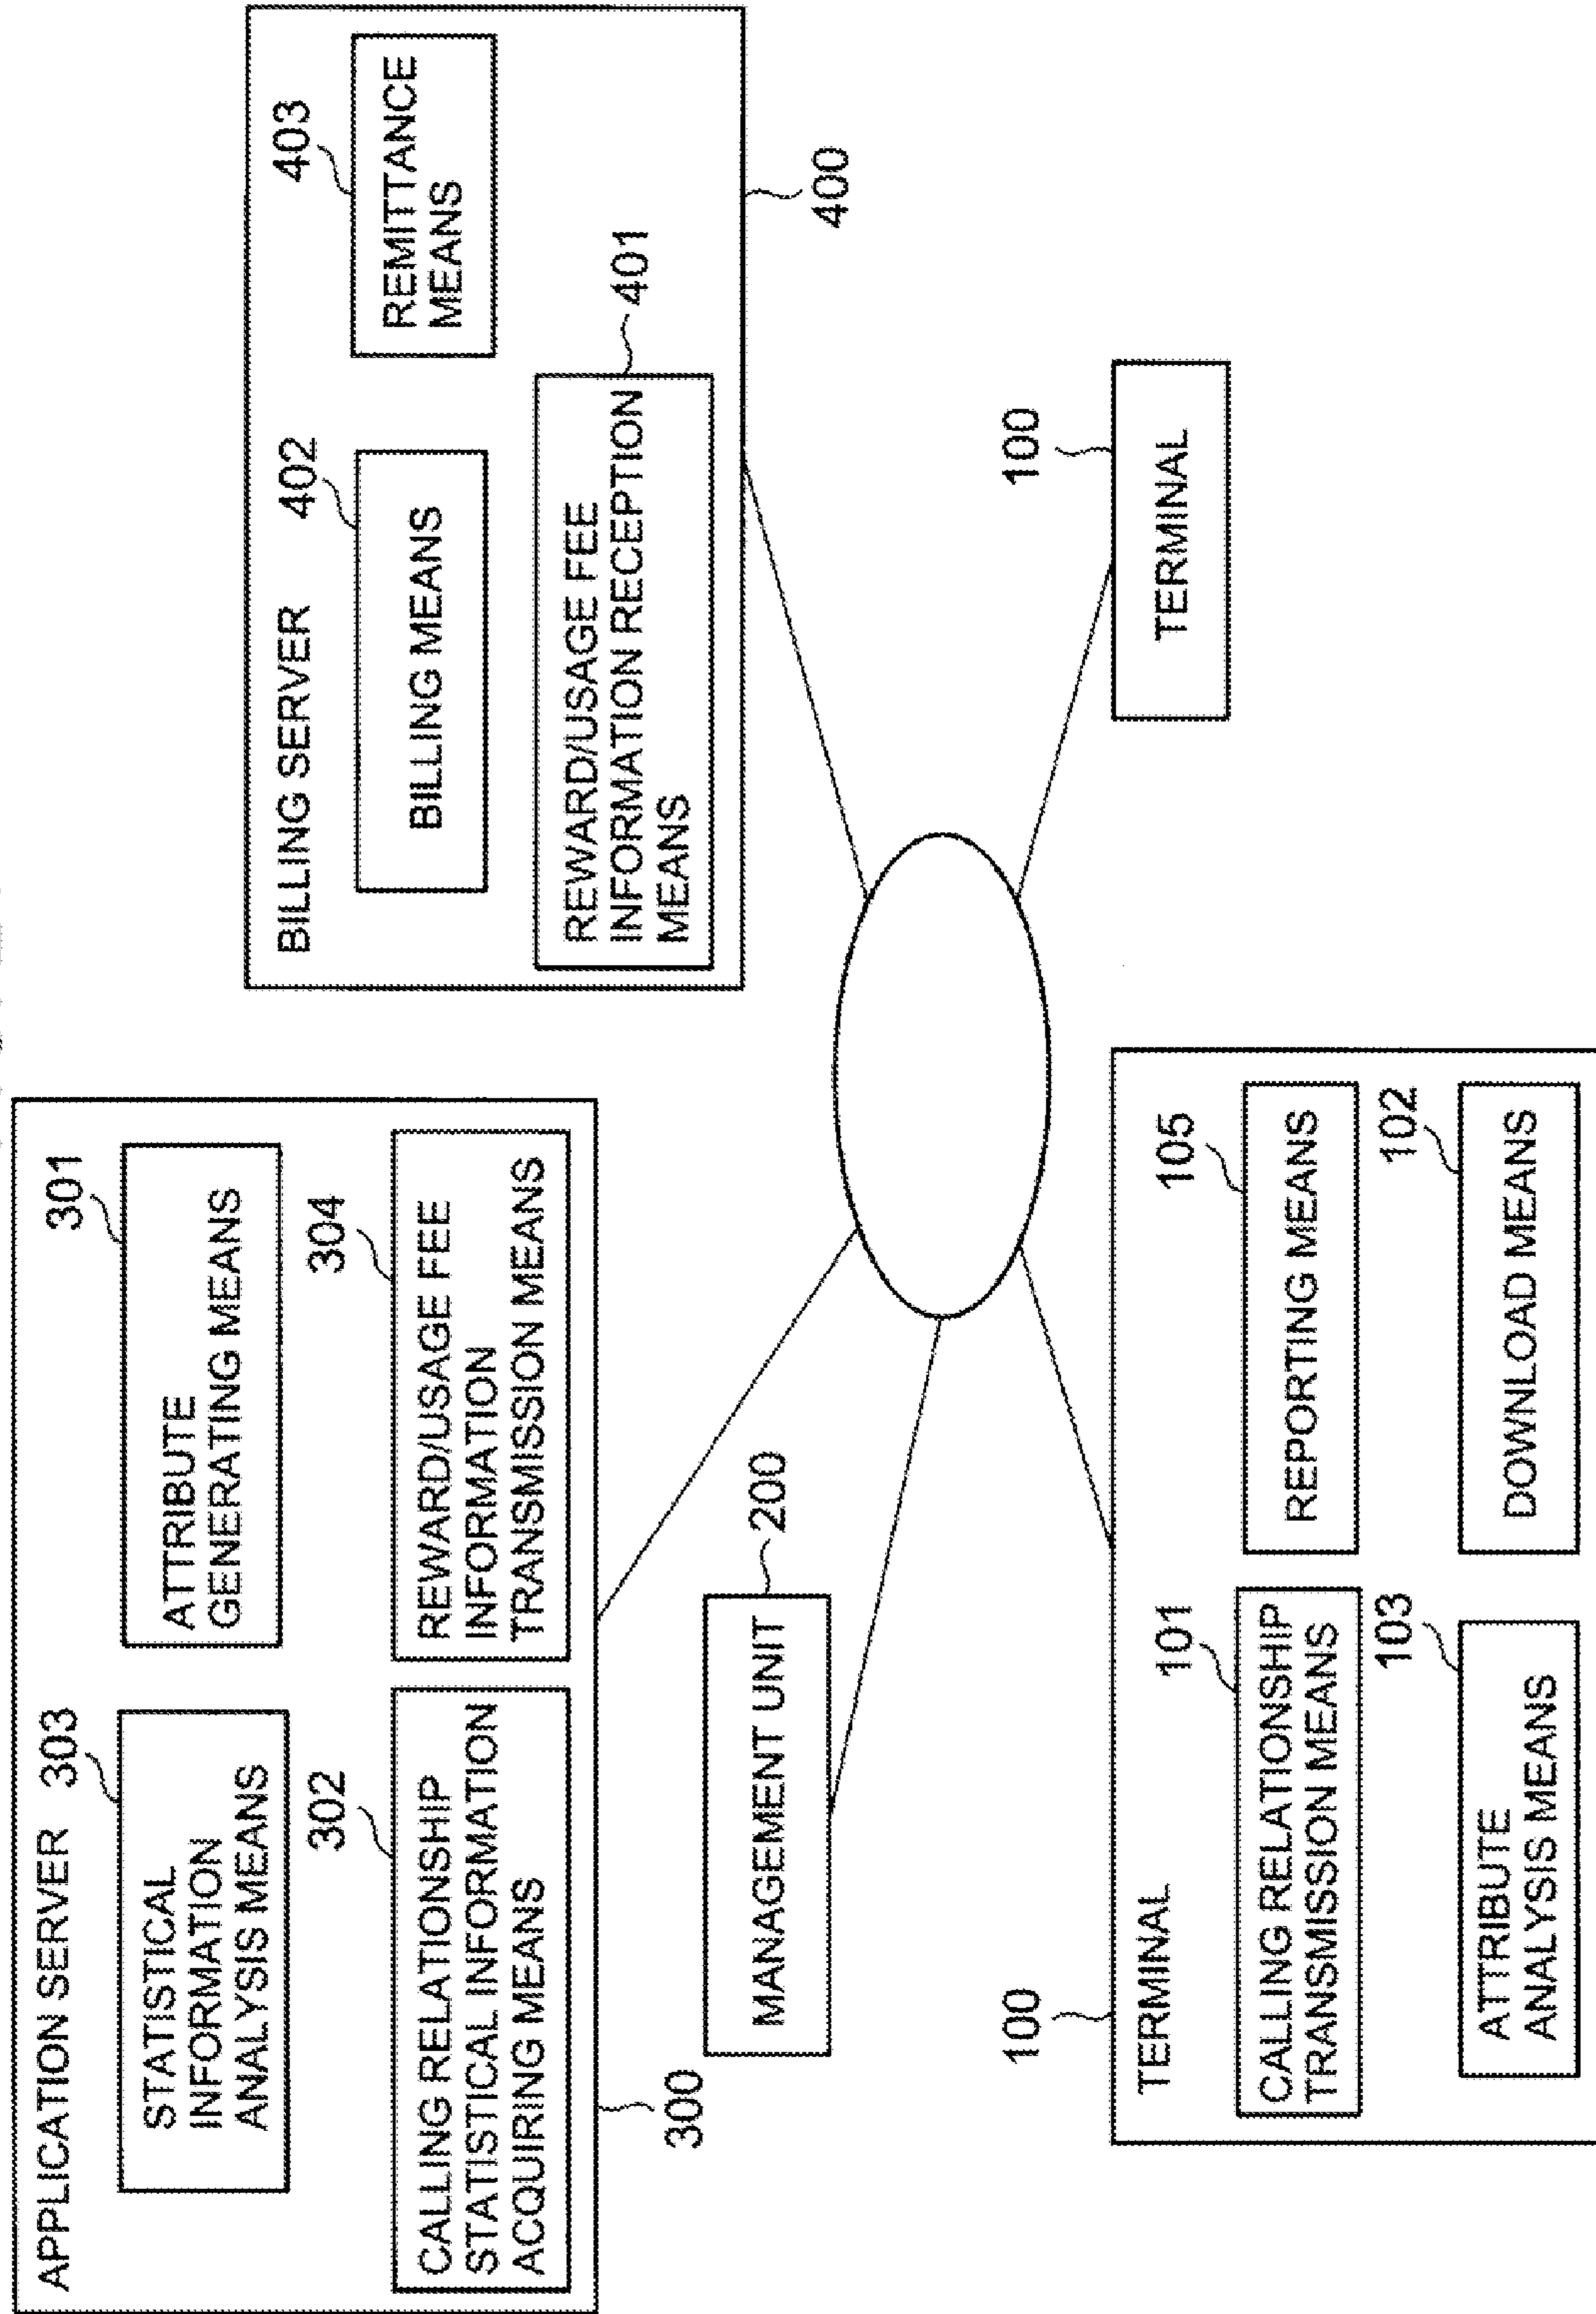 APPLICATION SERVER
303
STATISTICAL
INFORMATION
ANALYSIS MEANS
301
ATTRIBUTE
GENERATING MEANS
302
CALLING RELATIONSHIP
STATISTICAL INFORMATION
ACQUIRING MEANS
304
REWARD/USAGE FEE
INFORMATION
TRANSMISSION MEANS
300
BILLING SERVER
402
BILLING MEANS
403
REMITTANCE
MEANS
401
REWARD/USAGE FEE
INFORMATION RECEPTION
MEANS
400
200
MANAGEMENT UNIT
100
TERMINAL
101
CALLING RELATIONSHIP
TRANSMISSION MEANS
105
REPORTING MEANS
103
ATTRIBUTE
ANALYSIS MEANS
102
DOWNLOAD MEANS
100
TERMINAL